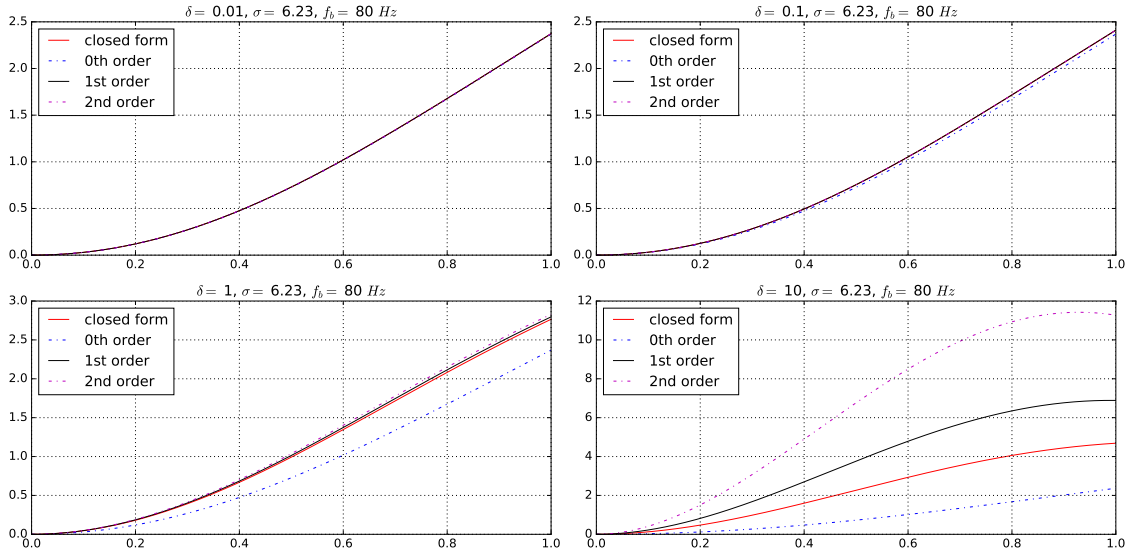 δ = 0.01, σ = 6.23, f_b = 80 Hz
2.5
2.0
1.5
1.0
0.5
0.0
closed form
0th order
1st order
2nd order
0.0 0.2 0.4 0.6 0.8 1.0
δ = 0.1, σ = 6.23, f_b = 80 Hz
2.5
2.0
1.5
1.0
0.5
0.0
closed form
0th order
1st order
2nd order
0.0 0.2 0.4 0.6 0.8 1.0
δ = 1, σ = 6.23, f_b = 80 Hz
3.0
2.5
2.0
1.5
1.0
0.5
0.0
closed form
0th order
1st order
2nd order
0.0 0.2 0.4 0.6 0.8 1.0
δ = 10, σ = 6.23, f_b = 80 Hz
12
10
8
6
4
2
0
closed form
0th order
1st order
2nd order
0.0 0.2 0.4 0.6 0.8 1.0